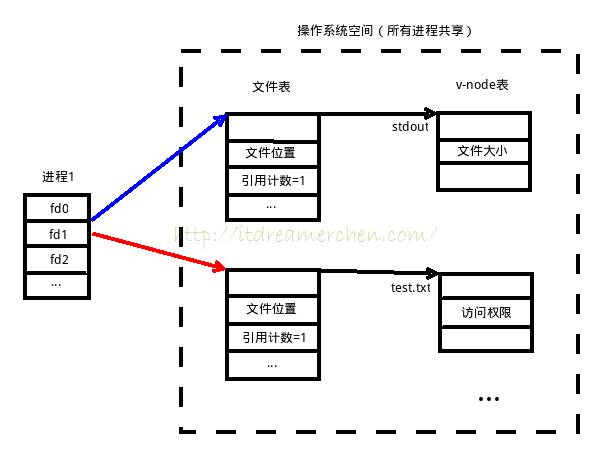 操作系统空间（所有进程共享）
文件表
v-node表
stdout
文件位置
文件大小
引用计数=1
...
进程1
fd0
fd1
fd2
...
http://itdreamerchen.com/
test.txt
文件位置
访问权限
引用计数=1
...
...